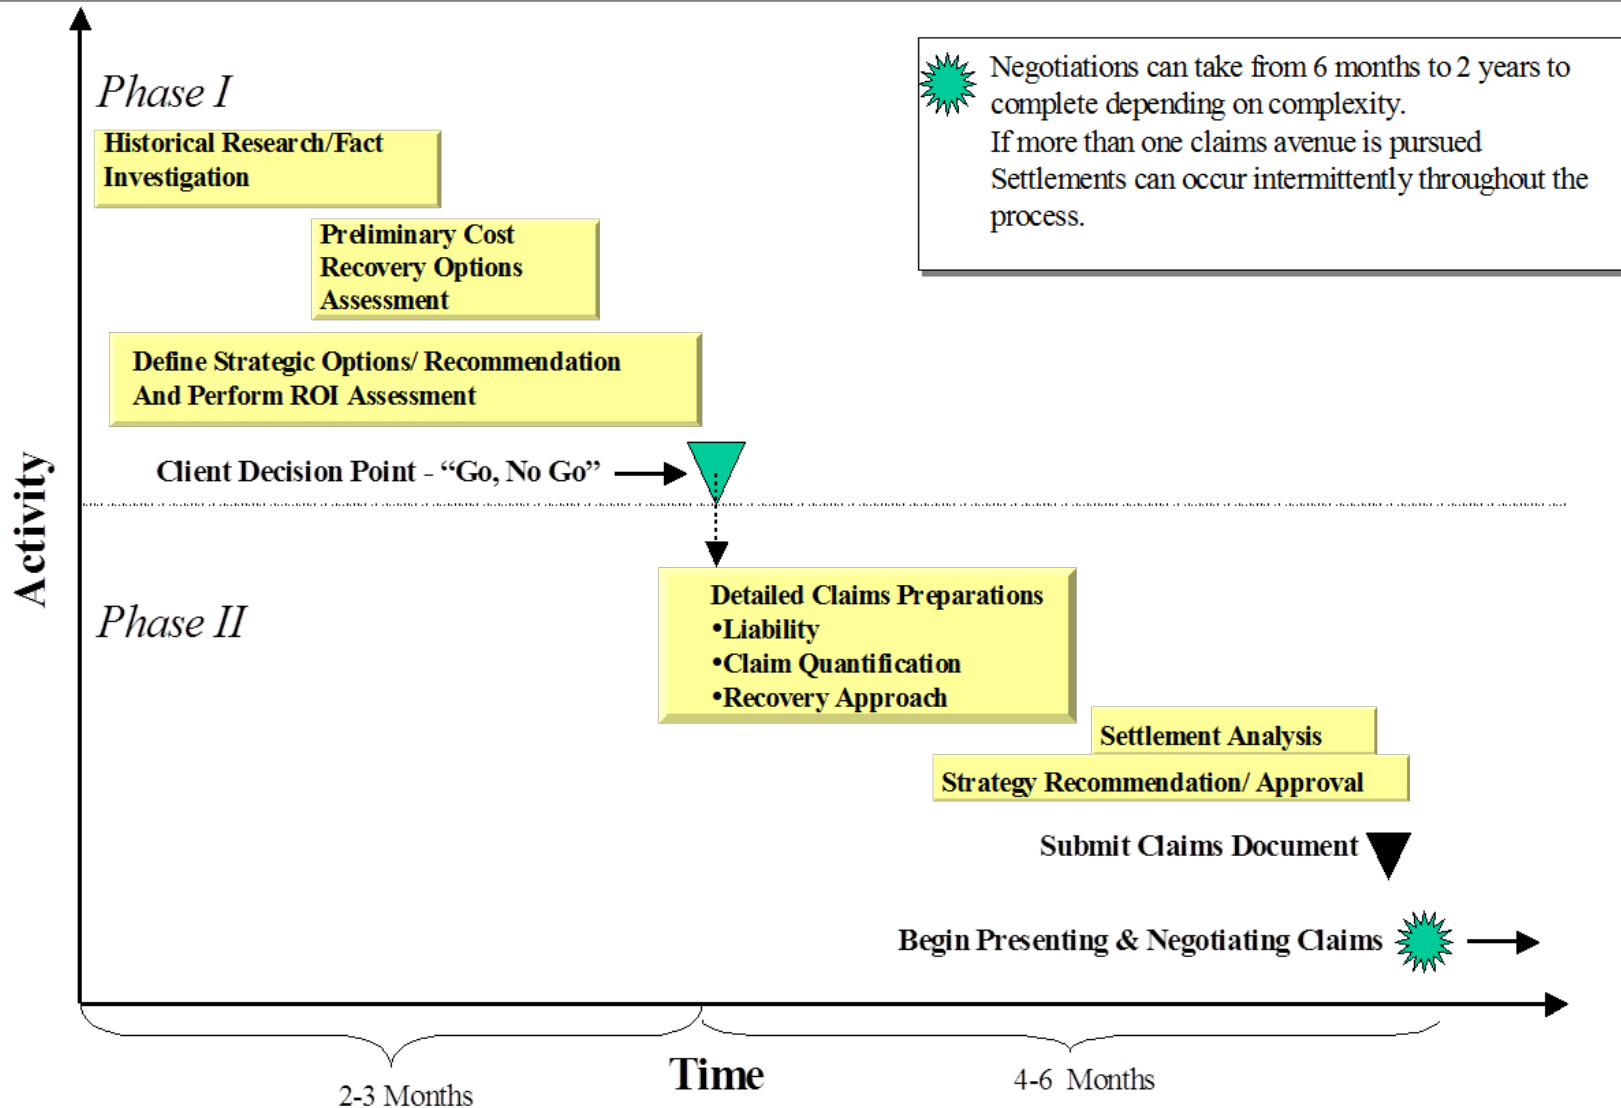 Phase I
Historical Research/Fact
Investigation
Preliminary Cost
Recovery Options
Assessment
Define Strategic Options/ Recommendation
And Perform ROI Assessment
Client Decision Point - “Go, No Go”
Negotiations can take from 6 months to 2 years to
complete depending on complexity.
If more than one claims avenue is pursued
Settlements can occur intermittently throughout the
process.
Activity
Phase II
Detailed Claims Preparations
•Liability
•Claim Quantification
•Recovery Approach
Settlement Analysis
Strategy Recommendation/ Approval
Submit Claims Document
Begin Presenting & Negotiating Claims
Time
2-3 Months
4-6 Months